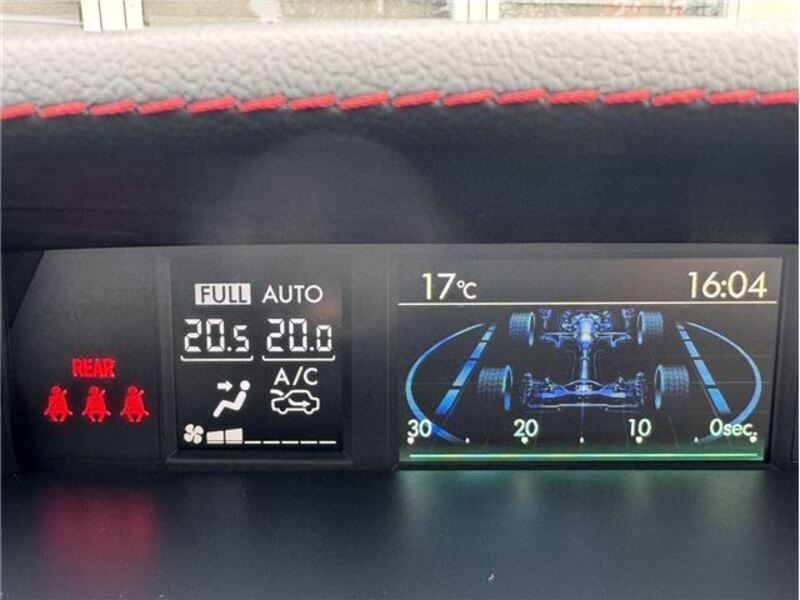 REAR
FULL AUTO
20.5 20.0
A/C
17°C 16:04
30 20 10 0sec.